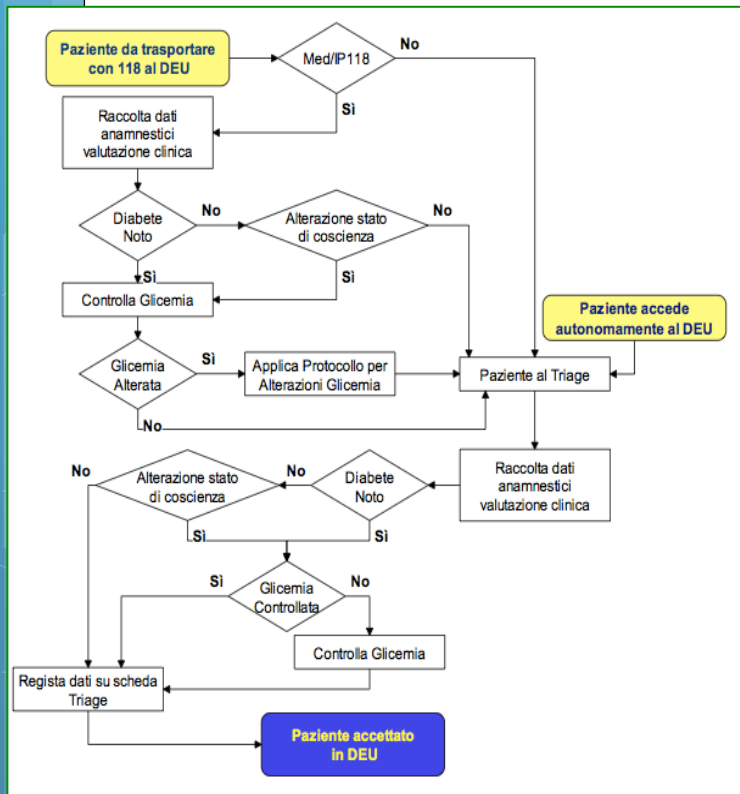 Paziente da trasportare
con 118 al DEU
Med/IP118
No
Sì
Raccolta dati
anamnestici
valutazione clinica
Diabete
Noto
No
Alterazione stato
di coscienza
No
Sì
Sì
Controlla Glicemia
Paziente accede
autonomamente al DEU
Glicemia
Alterata
Sì
Applica Protocollo per
Alterazioni Glicemia
Paziente al Triage
No
No
Alterazione stato
di coscienza
No
Diabete
Noto
Raccolta dati
anamnestici
valutazione clinica
Sì
Sì
Sì
Glicemia
Controllata
No
Controlla Glicemia
Regista dati su scheda
Triage
Paziente accettato
in DEU